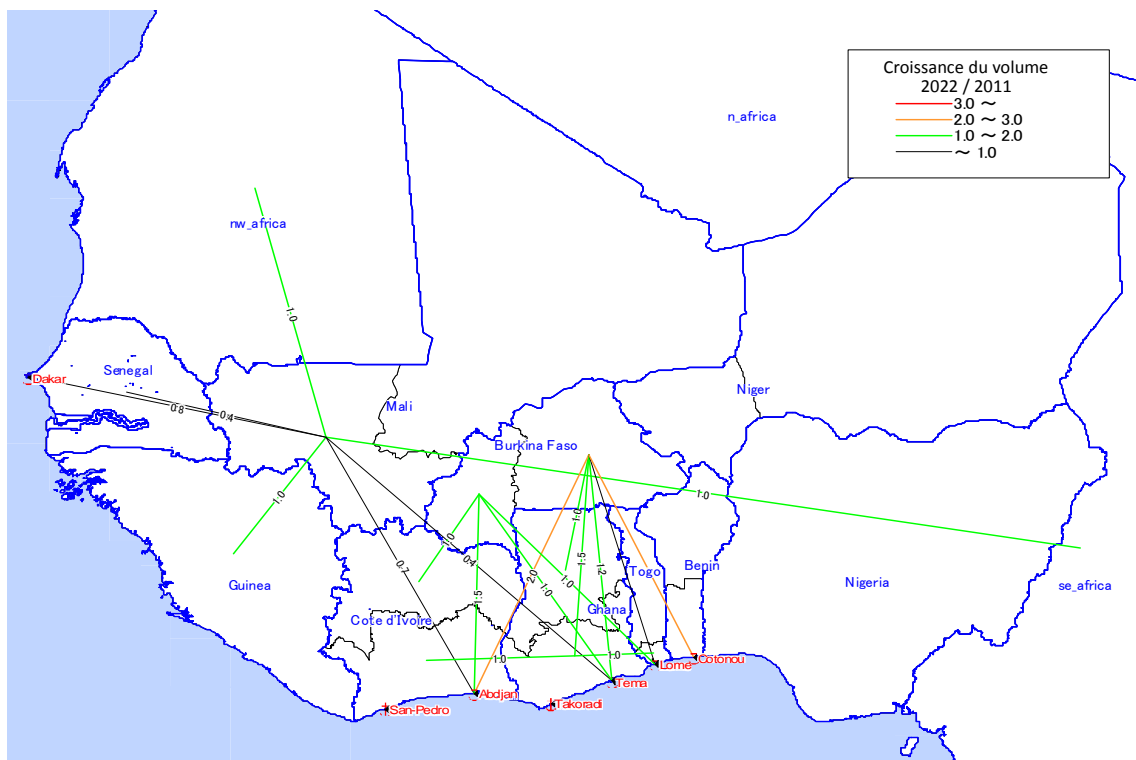 Croissance du volume
2022 / 2011
3.0 ～
2.0 ～ 3.0
1.0 ～ 2.0
～ 1.0
n_africa
nw_africa
1.0
Senegal
Dakar
0.8
0.4
Mali
Niger
Burkina Faso
1.0
1.0
1.0
1.0
0.4
0.7
2.0
1.0
1.0
1.5
1.2
1.5
Guinea
Togo
Benin
Nigeria
se_africa
Ghana
Cote d'Ivoire
1.0
1.0
Lome
Cotonou
Tema
Abdjan
Takoradi
San-Pedro